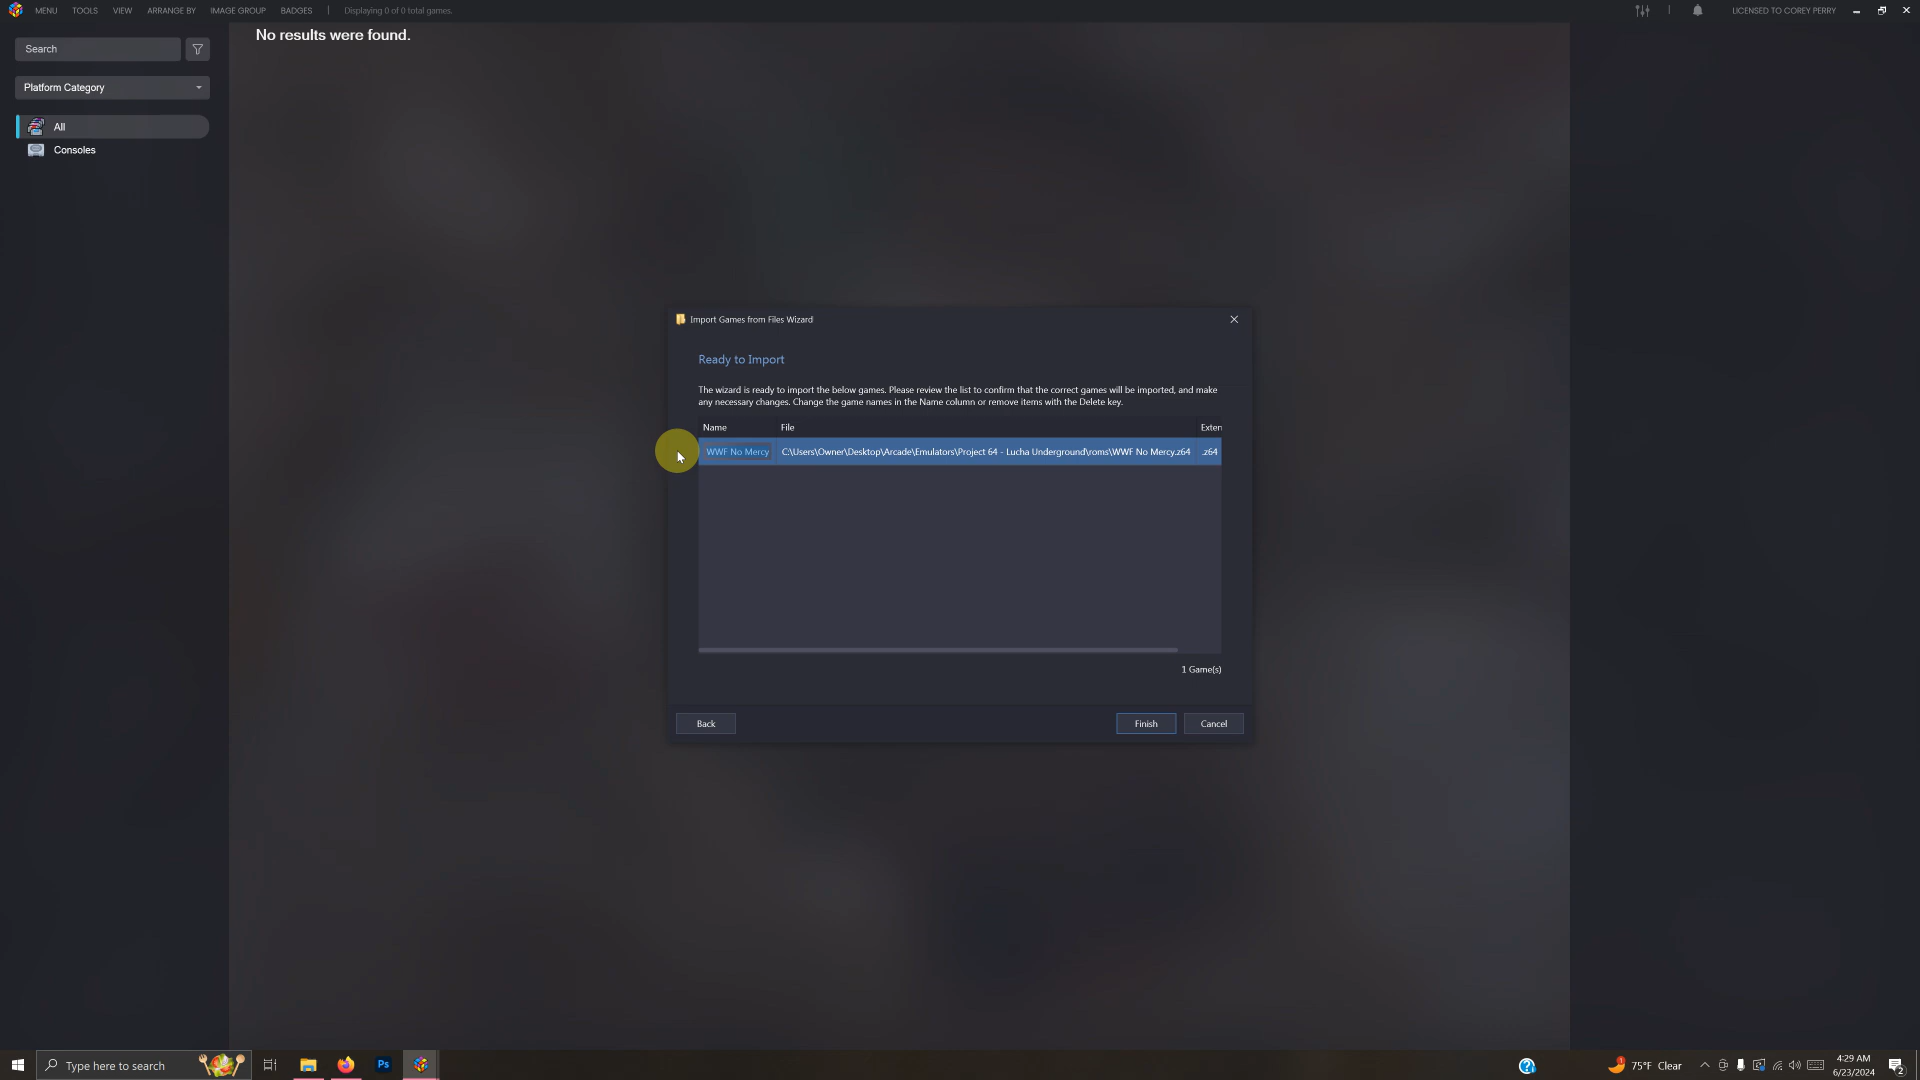 MENU TOOLS VIEW ARRANGE BY IMAGE GROUP BADGES | Displaying 0 of 0 total games. LICENSED TO COREY PERRY
No results were found.
Search
Platform Category
All
Consoles
Import Games from Files Wizard
Ready to Import
The wizard is ready to import the below games. Please review the list to confirm that the correct games will be imported, and make
any necessary changes. Change the game names in the Name column or remove items with the Delete key.
Name File Exten
WWF No Mercy C:\Users\Owner\Desktop\Arcade\Emulators\Project 64 - Lucha Underground\roms\WWF No Mercy.z64 .z64
1 Game(s)
Back Finish Cancel
Type here to search Ps 1 75°F Clear 4:29 AM
6/23/2024 2